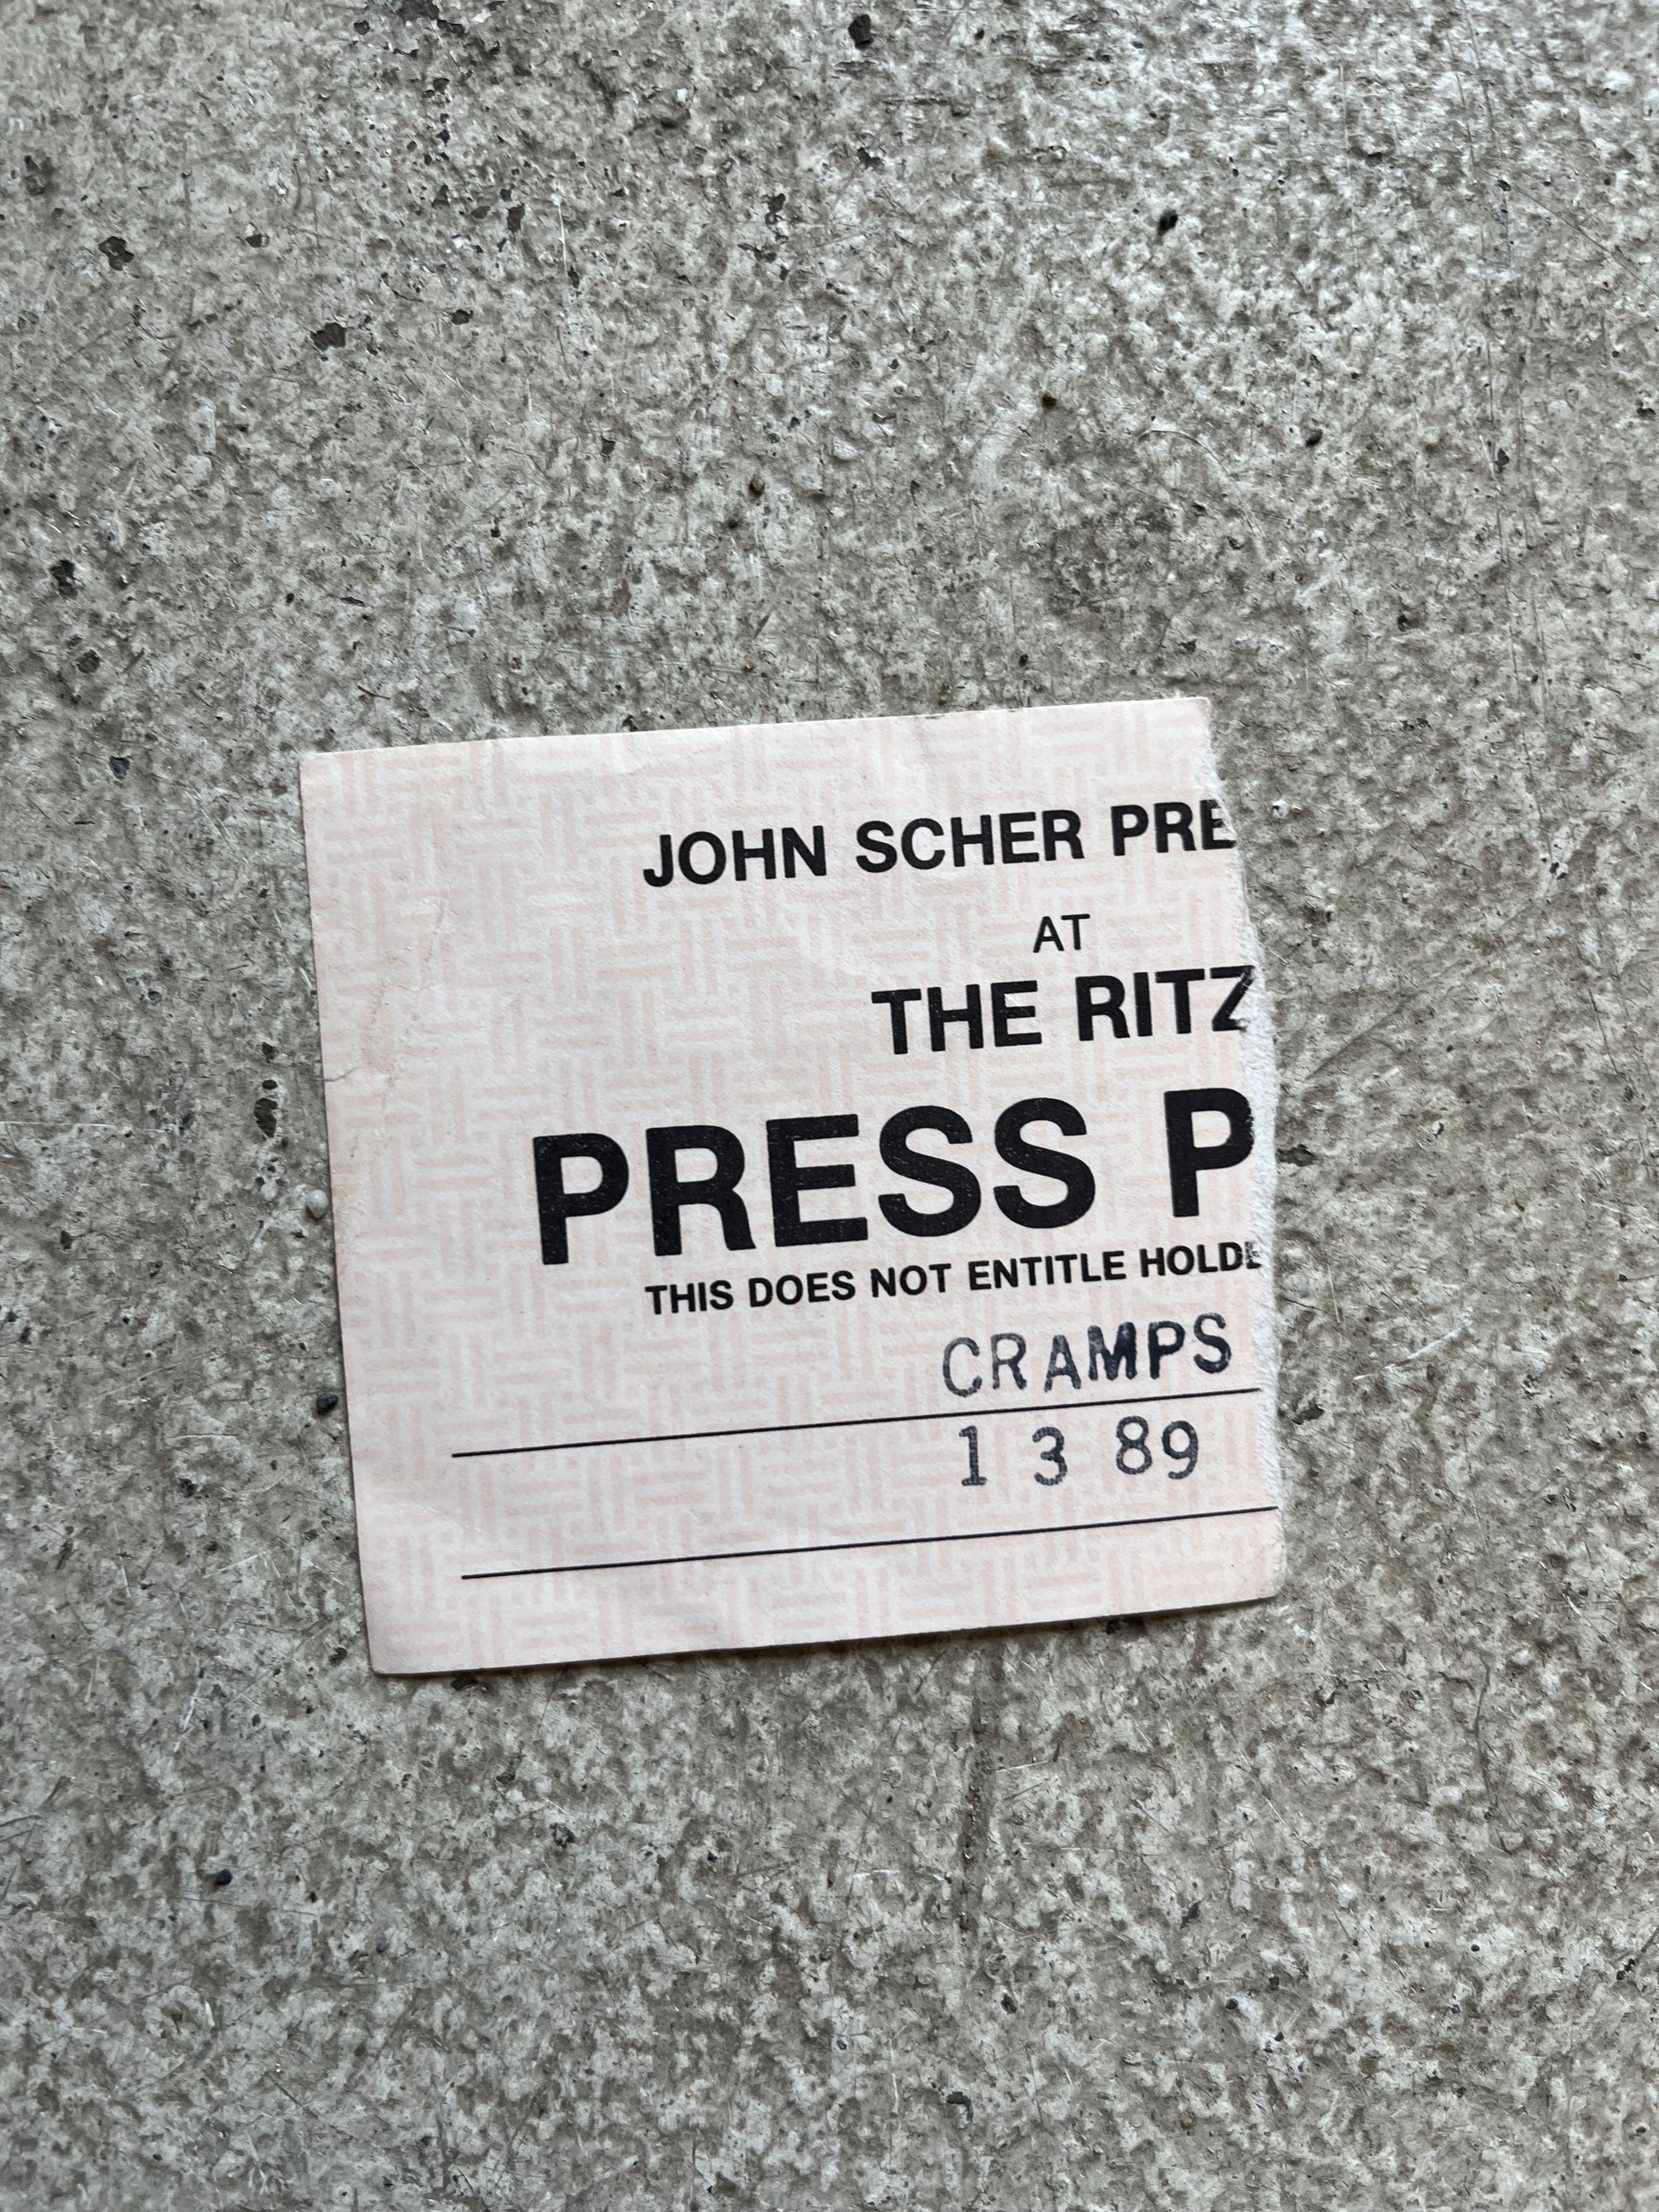 JOHN SCHER PRE
AT
THE RITZ
PRESS P
THIS DOES NOT ENTITLE HOLDE
CRAMPS
1 3 89